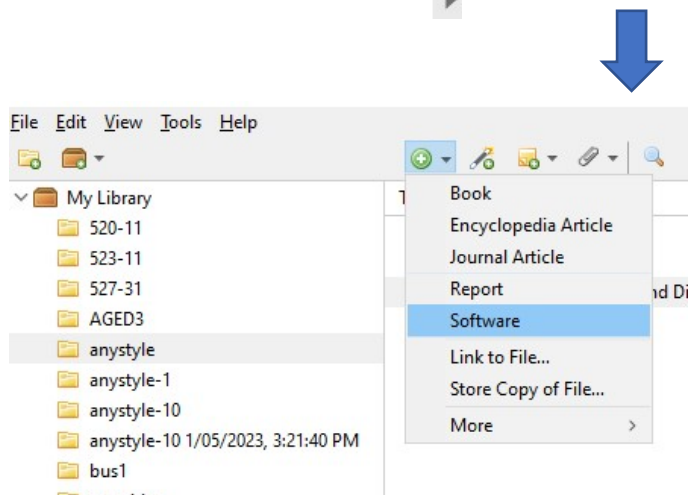 File Edit View Tools Help
My Library
520-11
523-11
527-31
AGED3
anystyle
anystyle-1
anystyle-10
anystyle-10 1/05/2023, 3:21:40 PM
bus1
Book
Encyclopedia Article
Journal Article
Report
Software
Link to File...
Store Copy of File...
More